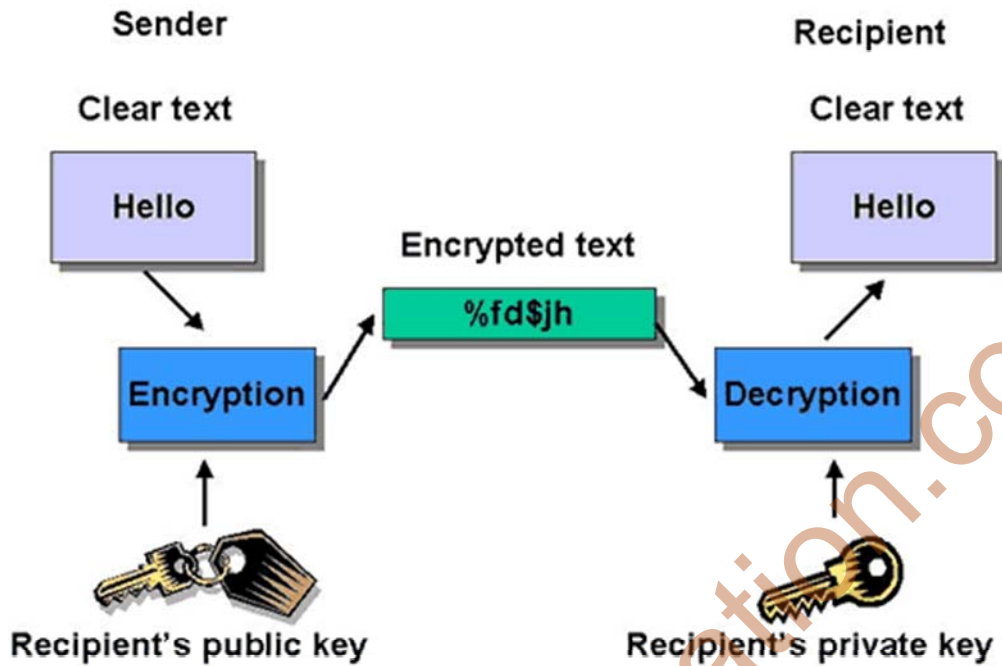 Sender
Recipient
Clear text
Clear text
Hello
Hello
Encrypted text
%fd$jh
Encryption
Decryption
Recipient's public key
Recipient's private key